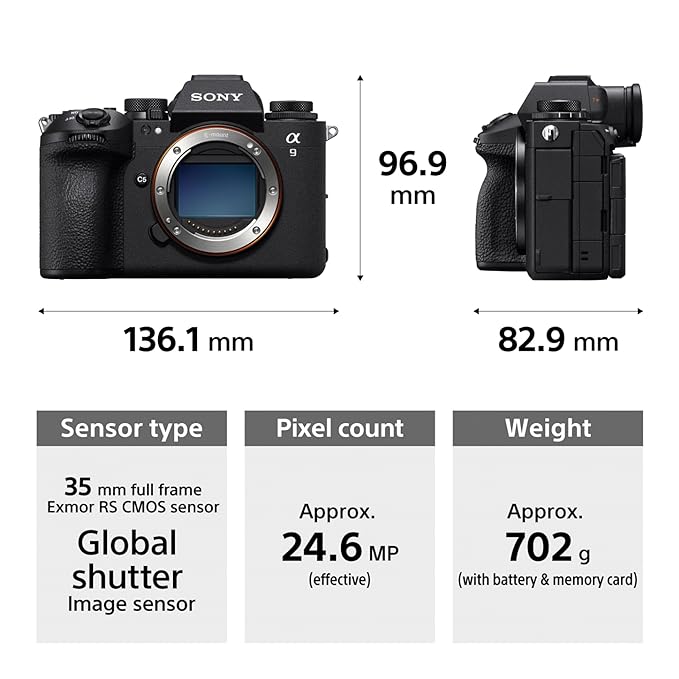 SONY
E-mount
α
9
C5
96.9
mm
136.1 mm
82.9 mm
Sensor type
35 mm full frame
Exmor RS CMOS sensor
Global
shutter
Image sensor
Pixel count
Approx.
24.6 MP
(effective)
Weight
Approx.
702 g
(with battery & memory card)